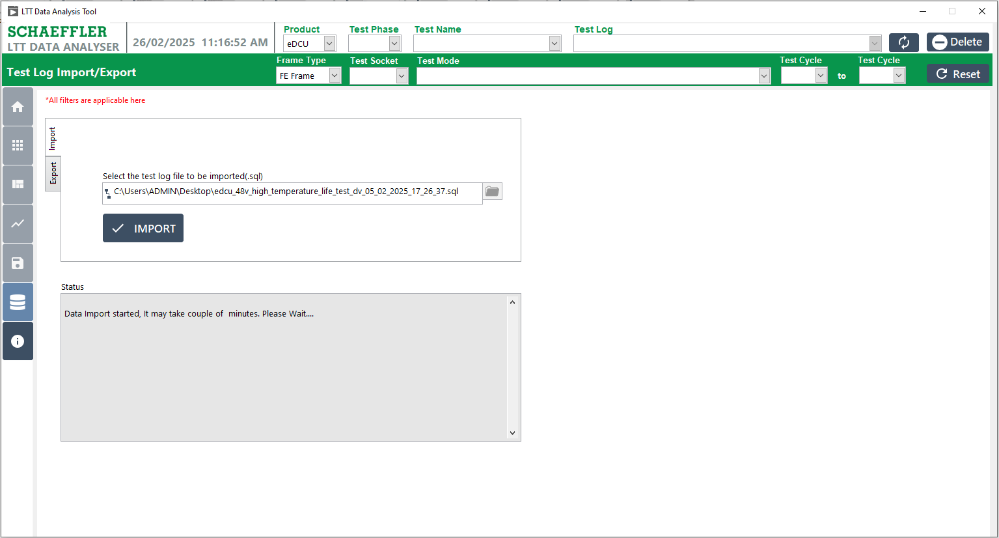 LTT Data Analysis Tool
SCHAEFFLER
LTT DATA ANALYSER
26/02/2025 11:16:52 AM
Product
eDCU
Test Phase
Test Name
Test Log
Delete
Test Log Import/Export
Frame Type
FE Frame
Test Socket
Test Mode
Test Cycle
to
Test Cycle
Reset
*All filters are applicable here
Import
Export
Select the test log file to be imported(.sql)
C:\Users\ADMIN\Desktop\edcu_48v_high_temperature_life_test_dv_05_02_2025_17_26_37.sql
IMPORT
Status
Data Import started, It may take couple of  minutes. Please Wait....